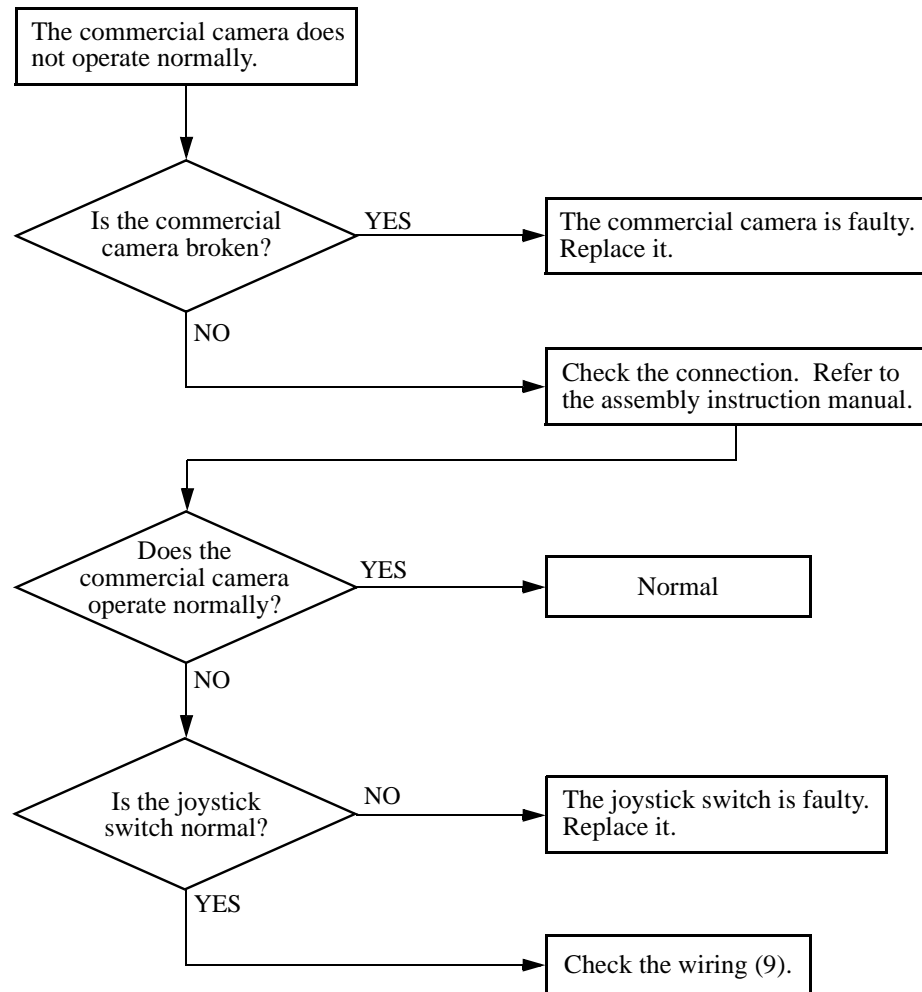 The commercial camera does
not operate normally.
Is the commercial
camera broken?
YES
The commercial camera is faulty.
Replace it.
NO
Check the connection.  Refer to
the assembly instruction manual.
Does the
commercial camera
operate normally?
YES
Normal
NO
Is the joystick
switch normal?
NO
The joystick switch is faulty.
Replace it.
YES
Check the wiring (9).